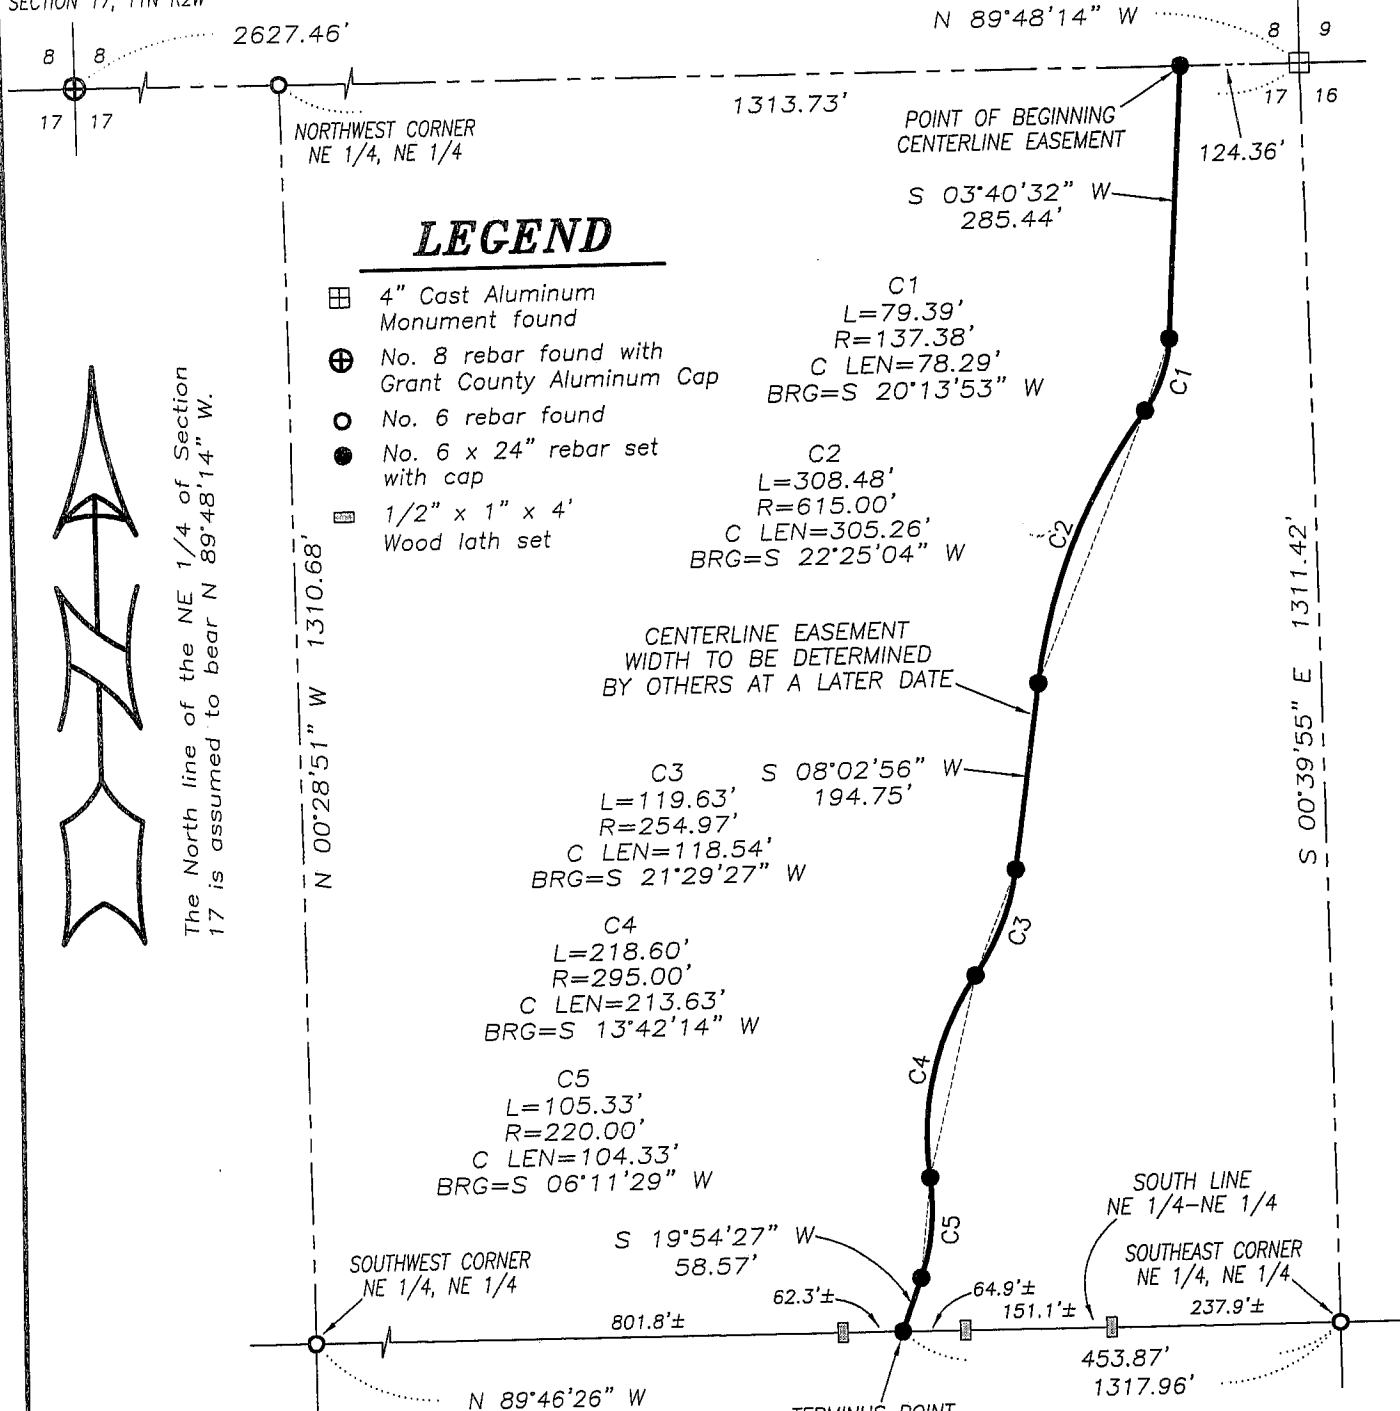 SECTION 17, T1N R2W
2627.46'
N 89°48'14" W
8
8
8
9
17
17
17
16
1313.73'
124.36'
NORTHWEST CORNER
NE 1/4, NE 1/4
POINT OF BEGINNING
CENTERLINE EASEMENT
S 03°40'32" W
285.44'
LEGEND
4" Cast Aluminum
Monument found
No. 8 rebar found with
Grant County Aluminum Cap
No. 6 rebar found
No. 6 x 24" rebar set
with cap
1/2" x 1" x 4'
Wood lath set
The North line of the NE 1/4 of Section
17 is assumed to bear N 89°48'14" W.
N 00°28'51" W 1310.68'
C1
L=79.39'
R=137.38'
C LEN=78.29'
BRG=S 20°13'53" W
C1
C2
L=308.48'
R=615.00'
C LEN=305.26'
BRG=S 22°25'04" W
C2
S 00°39'55" E 1311.42'
CENTERLINE EASEMENT
WIDTH TO BE DETERMINED
BY OTHERS AT A LATER DATE
S 08°02'56" W
194.75'
C3
L=119.63'
R=254.97'
C LEN=118.54'
BRG=S 21°29'27" W
C3
C4
L=218.60'
R=295.00'
C LEN=213.63'
BRG=S 13°42'14" W
C4
C5
L=105.33'
R=220.00'
C LEN=104.33'
BRG=S 06°11'29" W
C5
S 19°54'27" W
58.57'
SOUTH LINE
NE 1/4-NE 1/4
SOUTHWEST CORNER
NE 1/4, NE 1/4
SOUTHEAST CORNER
NE 1/4, NE 1/4
801.8'±
62.3'±
64.9'±
151.1'±
237.9'±
453.87'
1317.96'
N 89°46'26" W
TERMINUS POINT